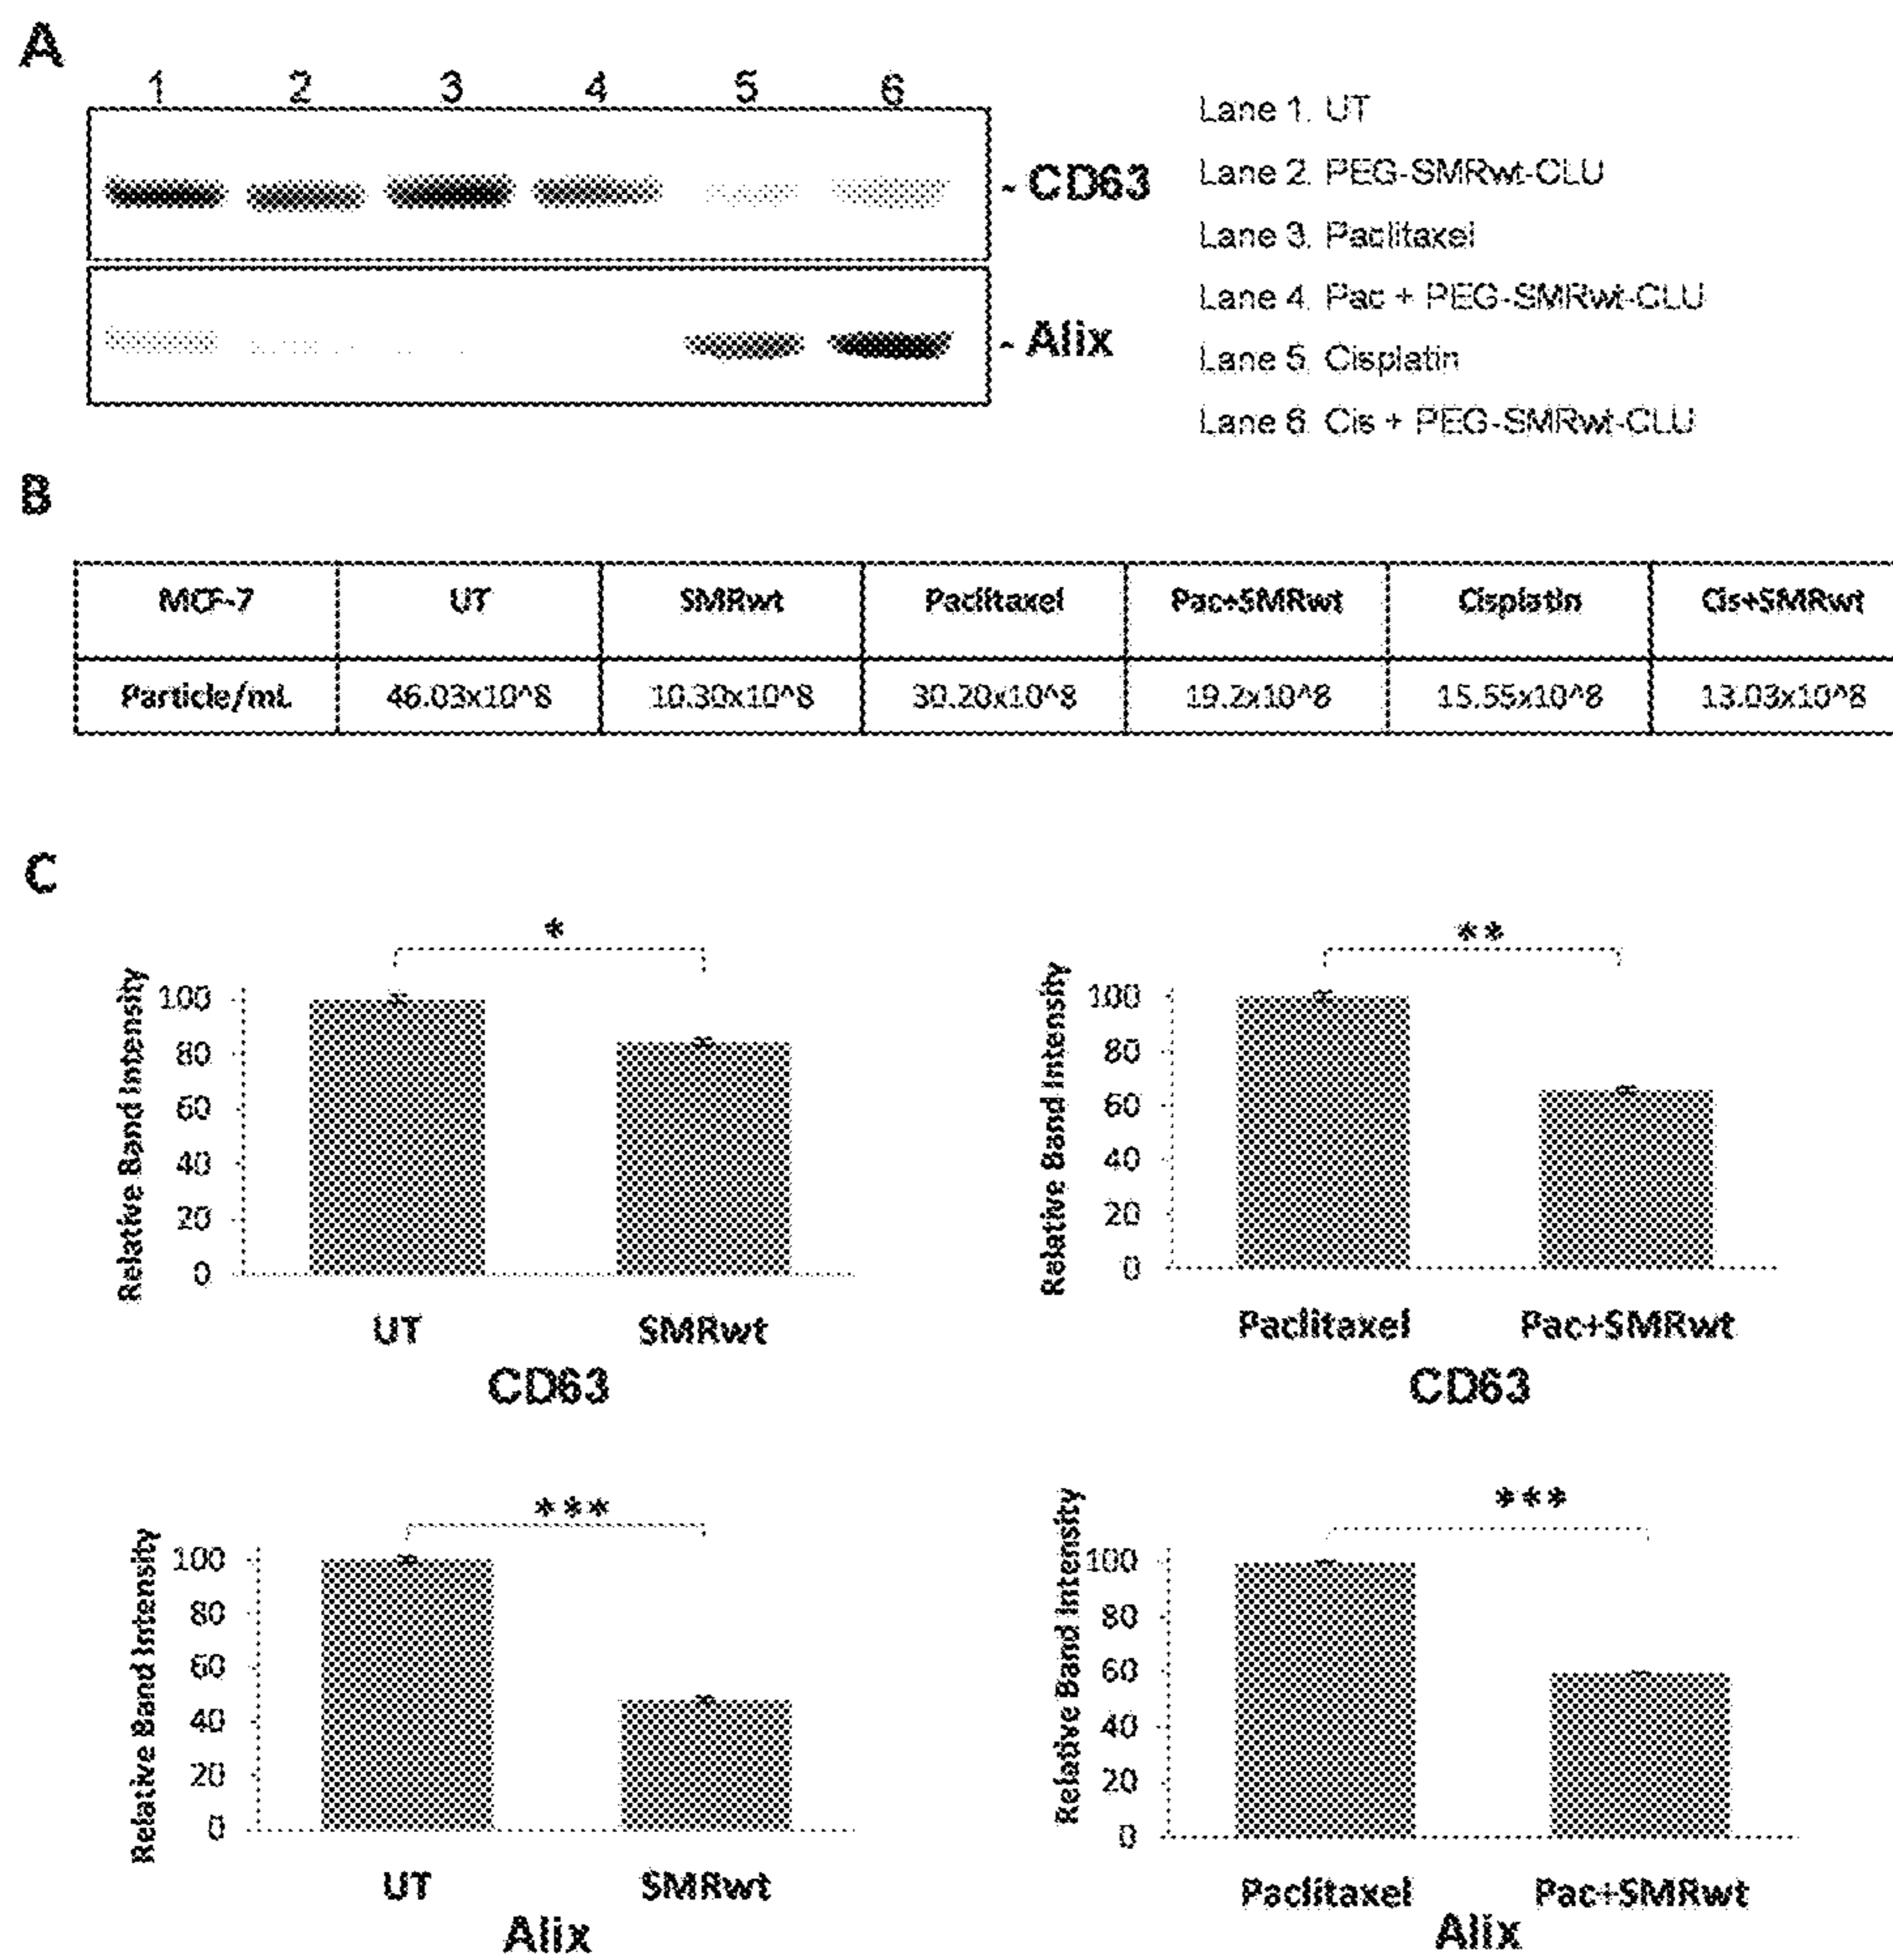 A
1 2 3 4 5 6
- CD63
- Alix
Lane 1. UT
Lane 2. PEG-SMRwt-CLU
Lane 3. Paclitaxel
Lane 4. Pac + PEG-SMRwt-CLU
Lane 5. Cisplatin
Lane 6. Cis + PEG-SMRwt-CLU
B
MCF-7 UT SMRwt Paclitaxel Pac+SMRwt Cisplatin Cis+SMRwt
Particle/mL 46.03x10^8 10.30x10^8 30.20x10^8 19.2x10^8 15.55x10^8 13.03x10^8
C
*
Relative Band Intensity
100
80
60
40
20
0
UT SMRwt
CD63
**
Relative Band Intensity
100
80
60
40
20
0
Paclitaxel Pac+SMRwt
CD63
***
Relative Band Intensity
100
80
60
40
20
0
UT SMRwt
Alix
***
Relative Band Intensity
100
80
60
40
20
0
Paclitaxel Pac+SMRwt
Alix